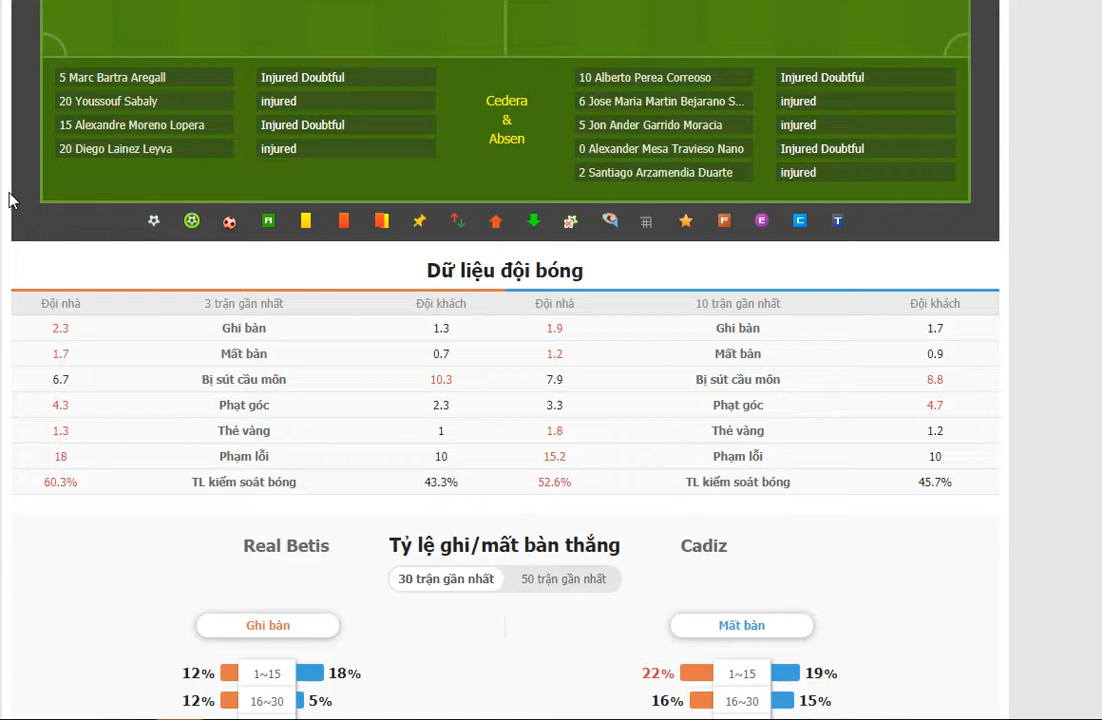 5 Marc Bartra Aregall Injured Doubtful 10 Alberto Perea Correoso Injured Doubtful
20 Youssouf Sabaly injured Cedera 6 Jose Maria Martin Bejarano S... injured
&
15 Alexandre Moreno Lopera Injured Doubtful 5 Jon Ander Garrido Moracia injured
Absen
20 Diego Lainez Leyva injured 0 Alexander Mesa Travieso Nano Injured Doubtful
2 Santiago Arzamendia Duarte injured
A F E C T
Dữ liệu đội bóng
Đội nhà 3 trận gần nhất Đội khách Đội nhà 10 trận gần nhất Đội khách
2.3 Ghi bàn 1.3 1.9 Ghi bàn 1.7
1.7 Mất bàn 0.7 1.2 Mất bàn 0.9
6.7 Bị sút cầu môn 10.3 7.9 Bị sút cầu môn 8.8
4.3 Phạt góc 2.3 3.3 Phạt góc 4.7
1.3 Thẻ vàng 1 1.8 Thẻ vàng 1.2
18 Phạm lỗi 10 15.2 Phạm lỗi 10
60.3% TL kiểm soát bóng 43.3% 52.6% TL kiểm soát bóng 45.7%
Real Betis Tỷ lệ ghi/mất bàn thắng Cadiz
30 trận gần nhất 50 trận gần nhất
Ghi bàn Mất bàn
12% 1~15 18% 22% 1~15 19%
12% 16~30 5% 16% 16~30 15%